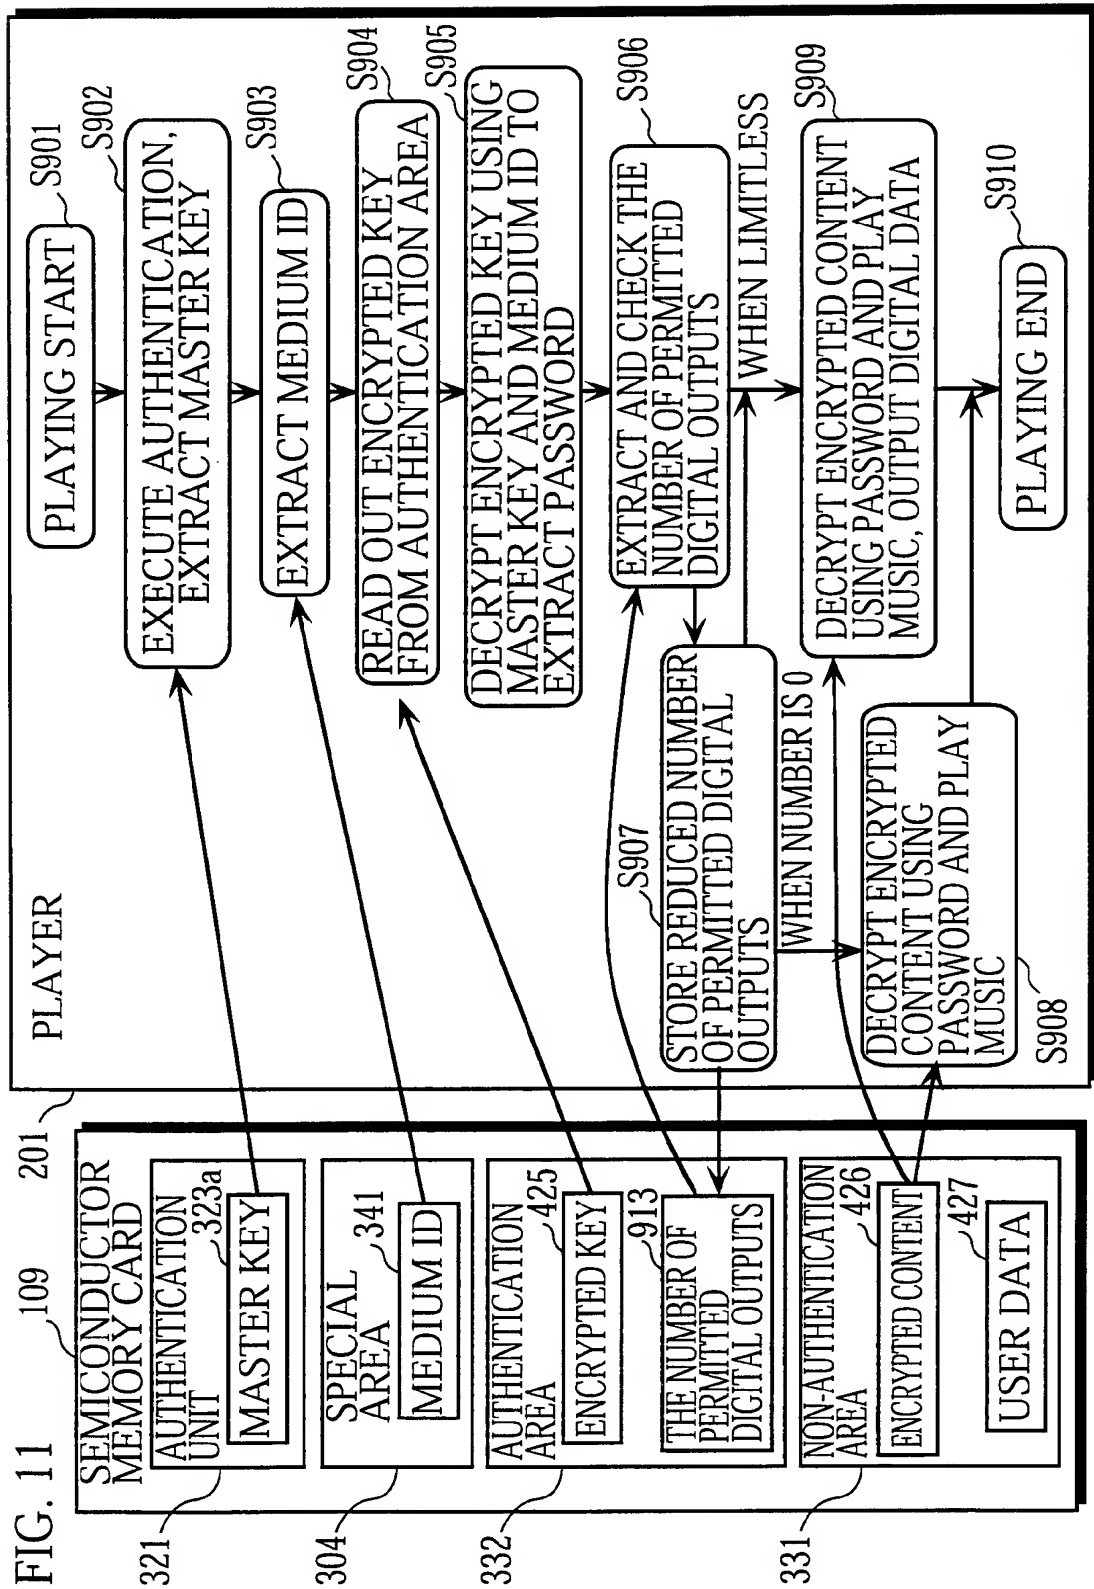 FIG. 11
109
SEMICONDUCTOR
MEMORY CARD
321
AUTHENTICATION
UNIT
323a
MASTER KEY
304
SPECIAL
AREA
341
MEDIUM ID
332
AUTHENTICATION
AREA
425
ENCRYPTED KEY
913
THE NUMBER OF
PERMITTED
DIGITAL OUTPUTS
331
NON-AUTHENTICATION
AREA
426
ENCRYPTED CONTENT
427
USER DATA
201
PLAYER
PLAYING START
S901
EXECUTE AUTHENTICATION,
EXTRACT MASTER KEY
S902
EXTRACT MEDIUM ID
S903
READ OUT ENCRYPTED KEY
FROM AUTHENTICATION AREA
S904
DECRYPT ENCRYPTED KEY USING
MASTER KEY AND MEDIUM ID TO
EXTRACT PASSWORD
S905
EXTRACT AND CHECK THE
NUMBER OF PERMITTED
DIGITAL OUTPUTS
S906
WHEN LIMITLESS
S907
STORE REDUCED NUMBER
OF PERMITTED DIGITAL
OUTPUTS
WHEN NUMBER IS 0
DECRYPT ENCRYPTED
CONTENT USING
PASSWORD AND PLAY
MUSIC
S908
DECRYPT ENCRYPTED CONTENT
USING PASSWORD AND PLAY
MUSIC, OUTPUT DIGITAL DATA
S909
PLAYING END
S910